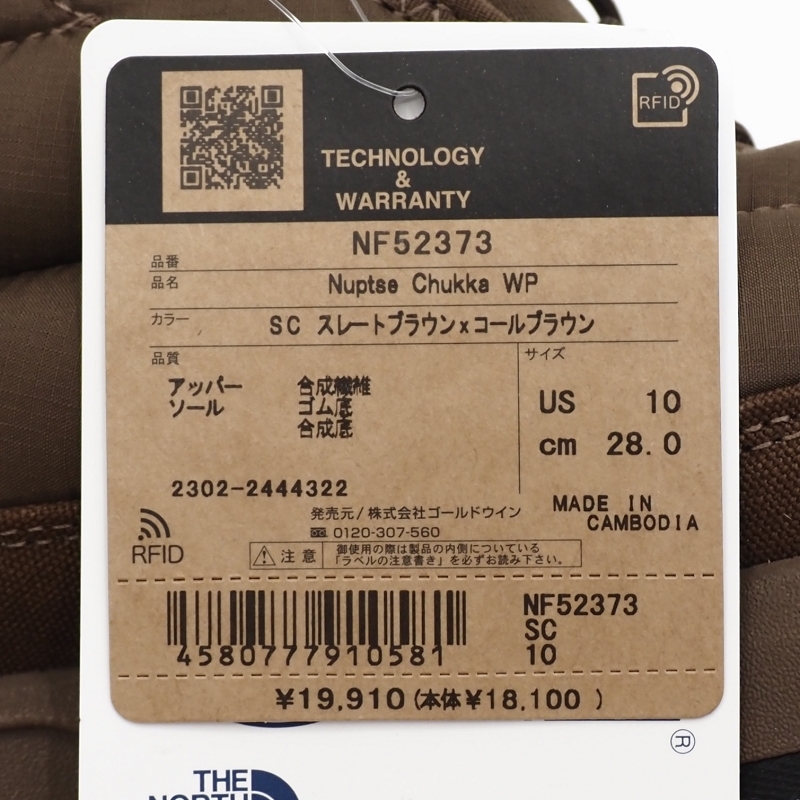 RFID
TECHNOLOGY
&
WARRANTY
品番 NF52373
品名 Nuptse Chukka WP
カラー SC スレートブラウンxコールブラウン
品質
アッパー 合成繊維
ソール ゴム底
合成底
サイズ
US 10
cm 28.0
2302-2444322
発売元/株式会社ゴールドウイン
0120-307-560
MADE IN
CAMBODIA
RFID
注意 御使用の際は製品の内側についている
「ラベルの注意書き」を必ずお読み下さい。
4580777910581
NF52373
SC
10
¥19,910(本体¥18,100 )
®
THE
NORTH